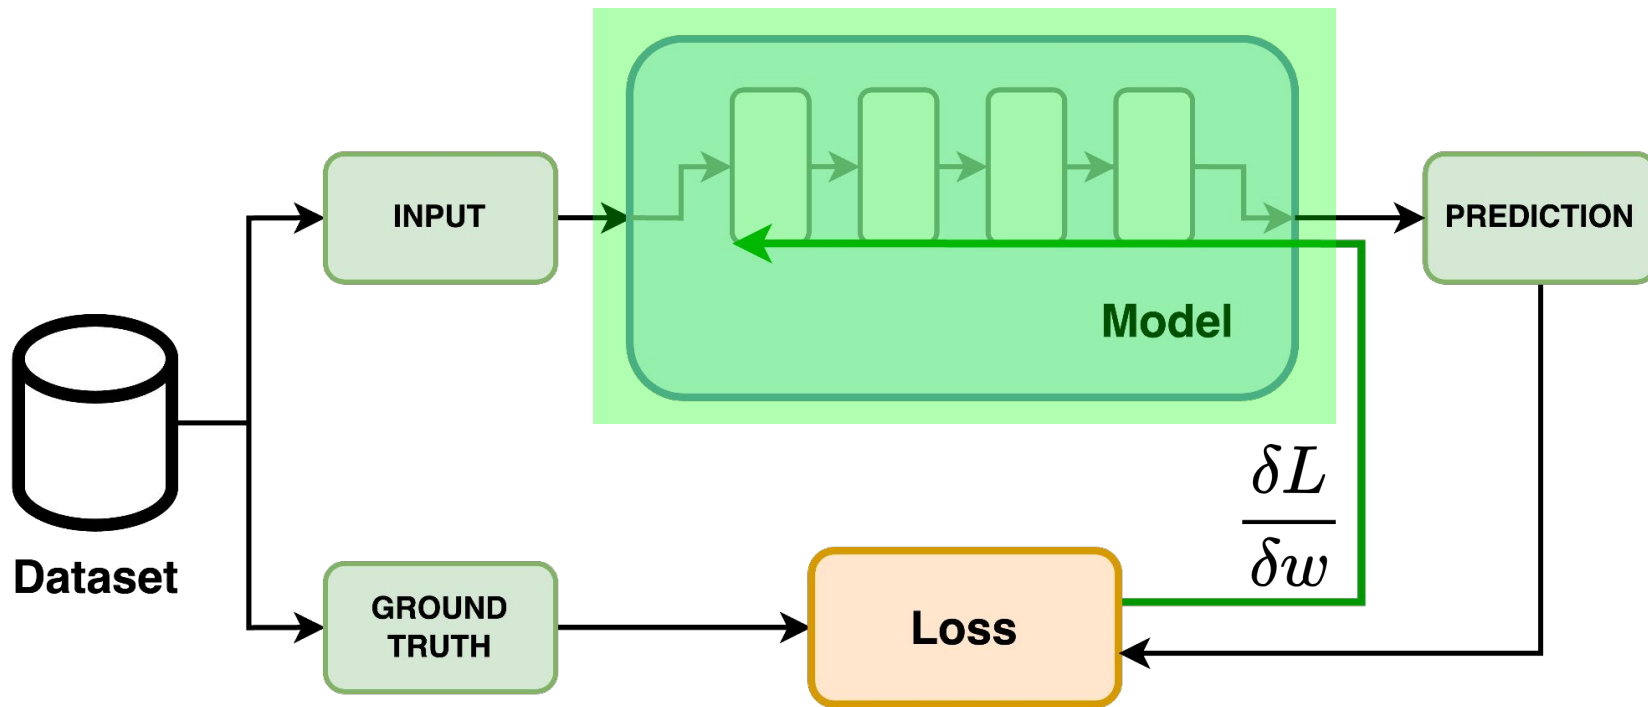 INPUT
PREDICTION
Model
δL
δw
Dataset
GROUND
TRUTH
Loss